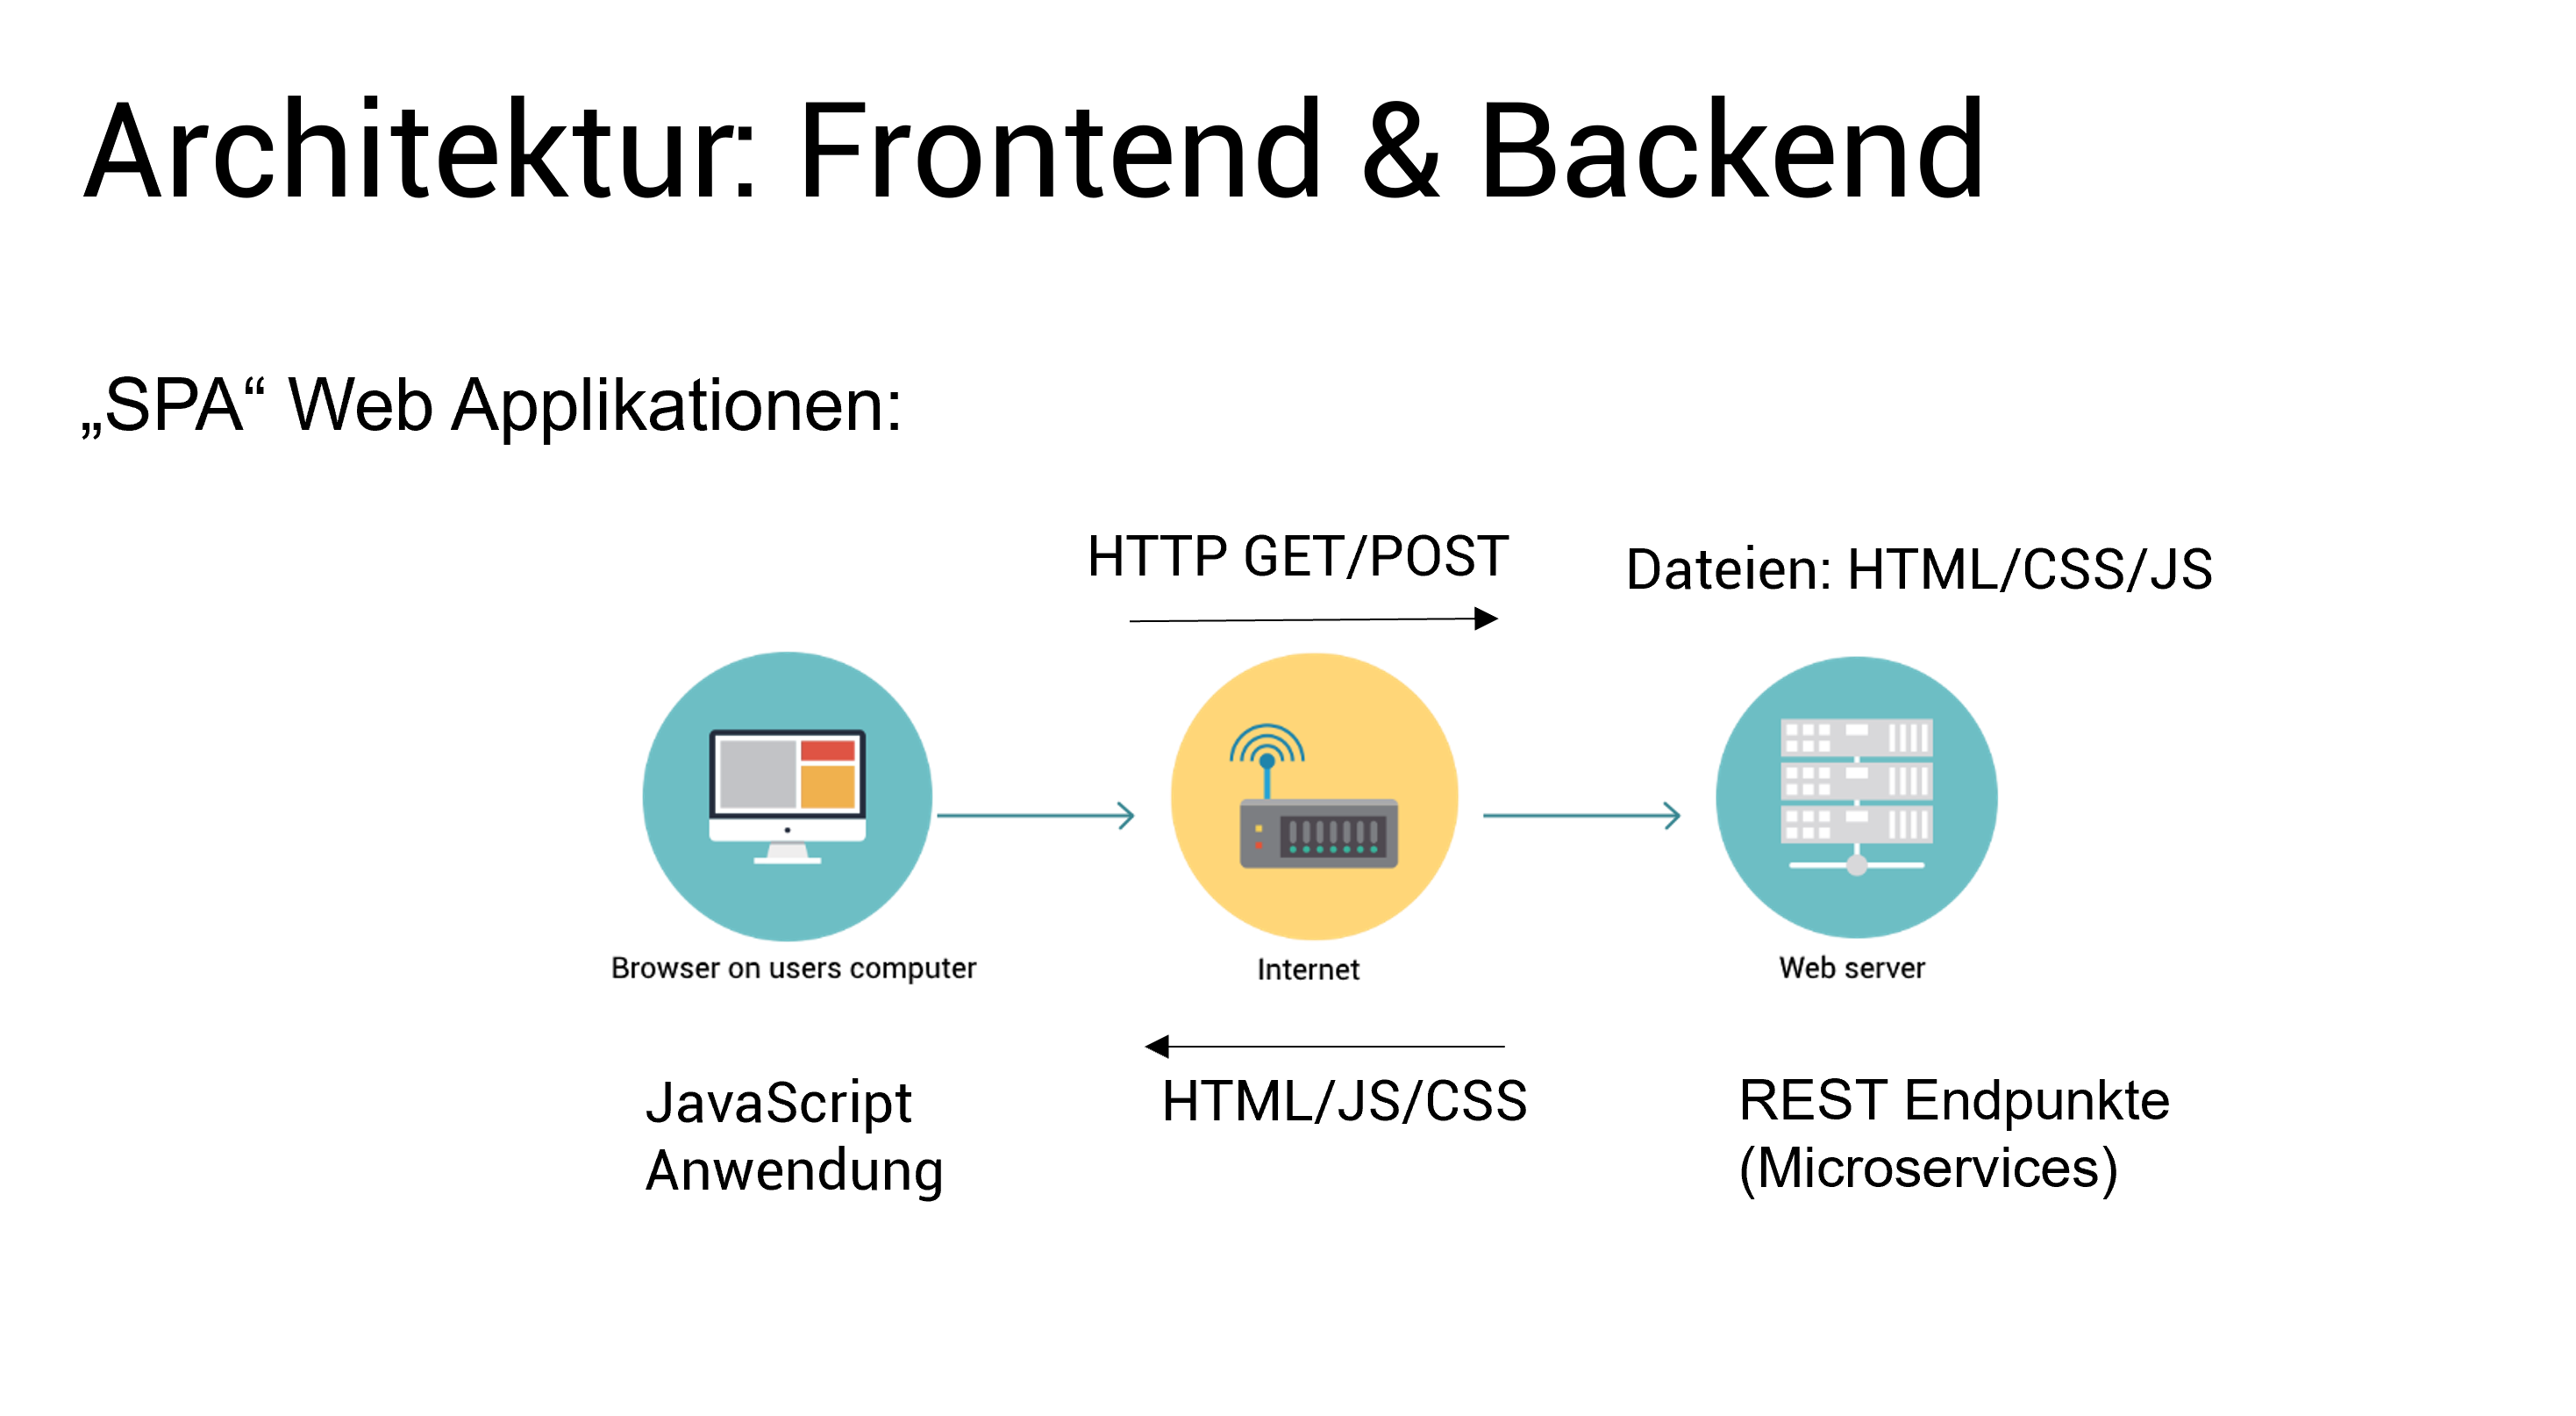 Architektur: Frontend & Backend
„SPA“ Web Applikationen:
HTTP GET/POST
Dateien: HTML/CSS/JS
Browser on users computer
Internet
Web server
JavaScript
Anwendung
HTML/JS/CSS
REST Endpunkte
(Microservices)